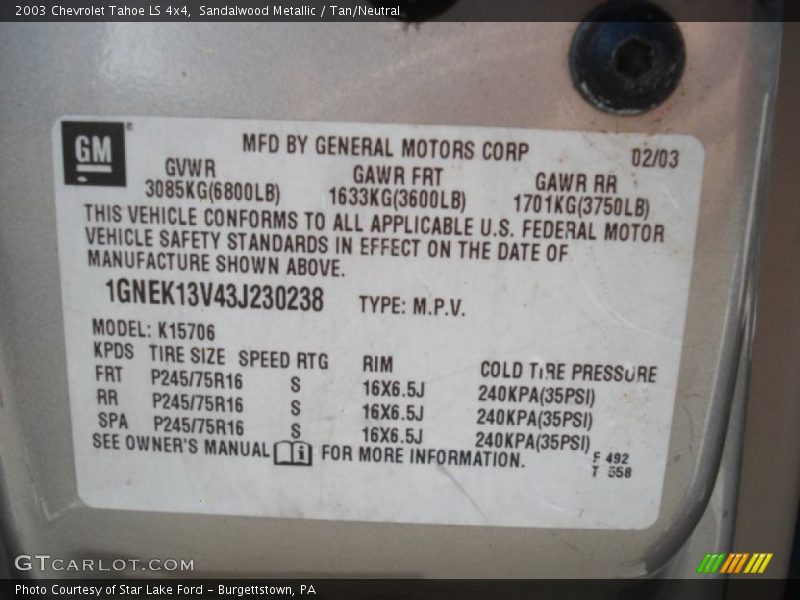 2003 Chevrolet Tahoe LS 4x4, Sandalwood Metallic / Tan/Neutral
GM
MFD BY GENERAL MOTORS CORP 02/03
GVWR GAWR FRT GAWR RR
3085KG(6800LB) 1633KG(3600LB) 1701KG(3750LB)
THIS VEHICLE CONFORMS TO ALL APPLICABLE U.S. FEDERAL MOTOR
VEHICLE SAFETY STANDARDS IN EFFECT ON THE DATE OF
MANUFACTURE SHOWN ABOVE.
1GNEK13V43J230238 TYPE: M.P.V.
MODEL: K15706
KPDS TIRE SIZE SPEED RTG RIM COLD TIRE PRESSURE
FRT P245/75R16 S 16X6.5J 240KPA(35PSI)
RR P245/75R16 S 16X6.5J 240KPA(35PSI)
SPA P245/75R16 S 16X6.5J 240KPA(35PSI)
SEE OWNER'S MANUAL i FOR MORE INFORMATION.
F 492
T 558
GTCARLOT.COM
Photo Courtesy of Star Lake Ford - Burgettstown, PA